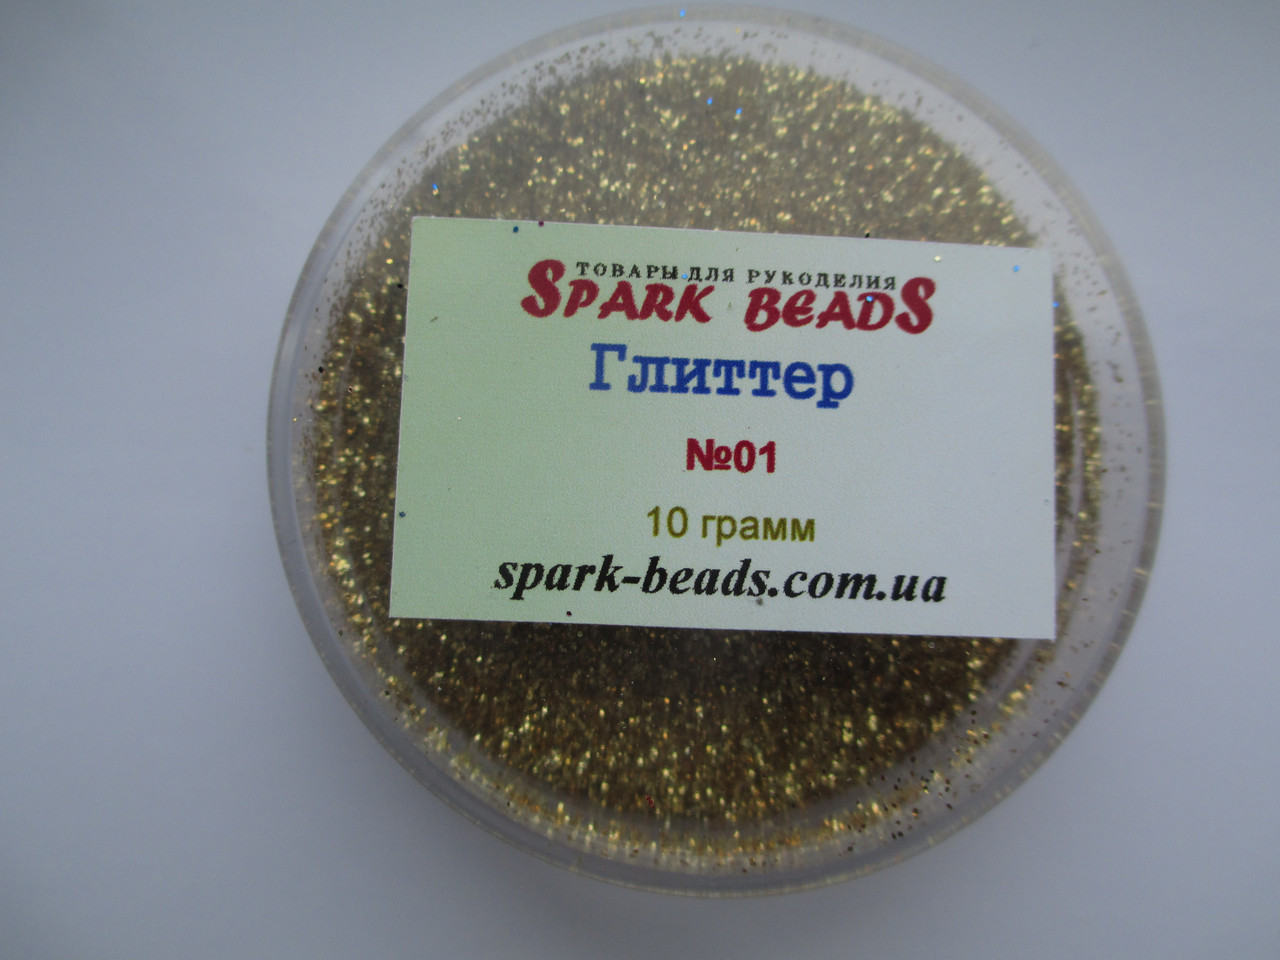 ТОВАРЫ ДЛЯ РУКОДЕЛИЯ
SPARK BEADS
Глиттер
№01
10 грамм
spark-beads.com.ua